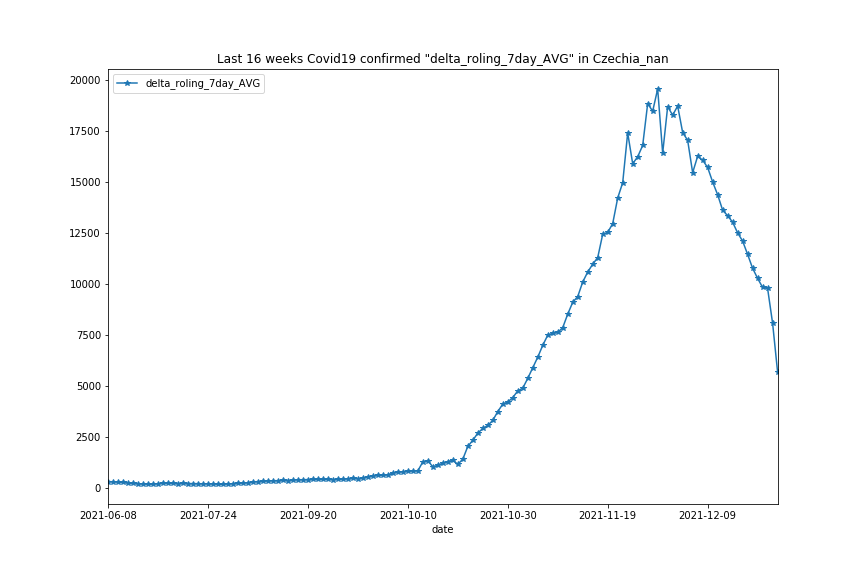 Last 16 weeks Covid19 confirmed "delta_roling_7day_AVG" in Czechia_nan
delta_roling_7day_AVG
20000
17500
15000
12500
10000
7500
5000
2500
0
2021-06-08 2021-07-24 2021-09-20 2021-10-10 2021-10-30 2021-11-19 2021-12-09
date